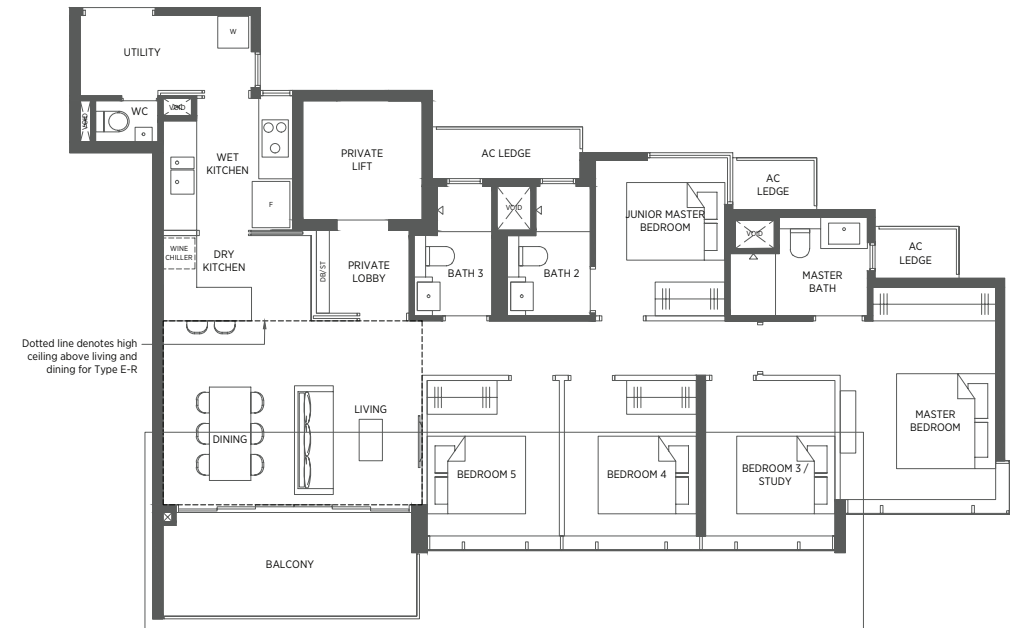 UTILITY
W
WC
VOID
VOID
WET
KITCHEN
F
PRIVATE
LIFT
AC LEDGE
VOID
JUNIOR MASTER
BEDROOM
AC
LEDGE
VOID
WINE
CHILLER
DRY
KITCHEN
DB/ST
PRIVATE
LOBBY
BATH 3
BATH 2
MASTER
BATH
AC
LEDGE
Dotted line denotes high
ceiling above living and
dining for Type E-R
DINING
LIVING
BEDROOM 5
BEDROOM 4
BEDROOM 3 /
STUDY
MASTER
BEDROOM
BALCONY